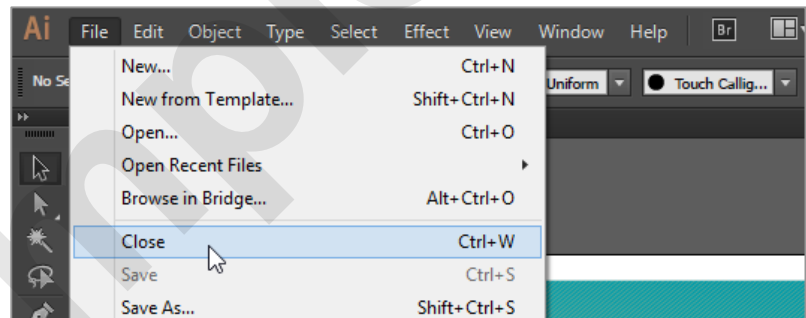 Ai File Edit Object Type Select Effect View Window Help Br
No Se
Uniform Touch Callig...
New... Ctrl+N
New from Template... Shift+Ctrl+N
Open... Ctrl+O
Open Recent Files
Browse in Bridge... Alt+Ctrl+O
Close Ctrl+W
Save Ctrl+S
Save As... Shift+Ctrl+S